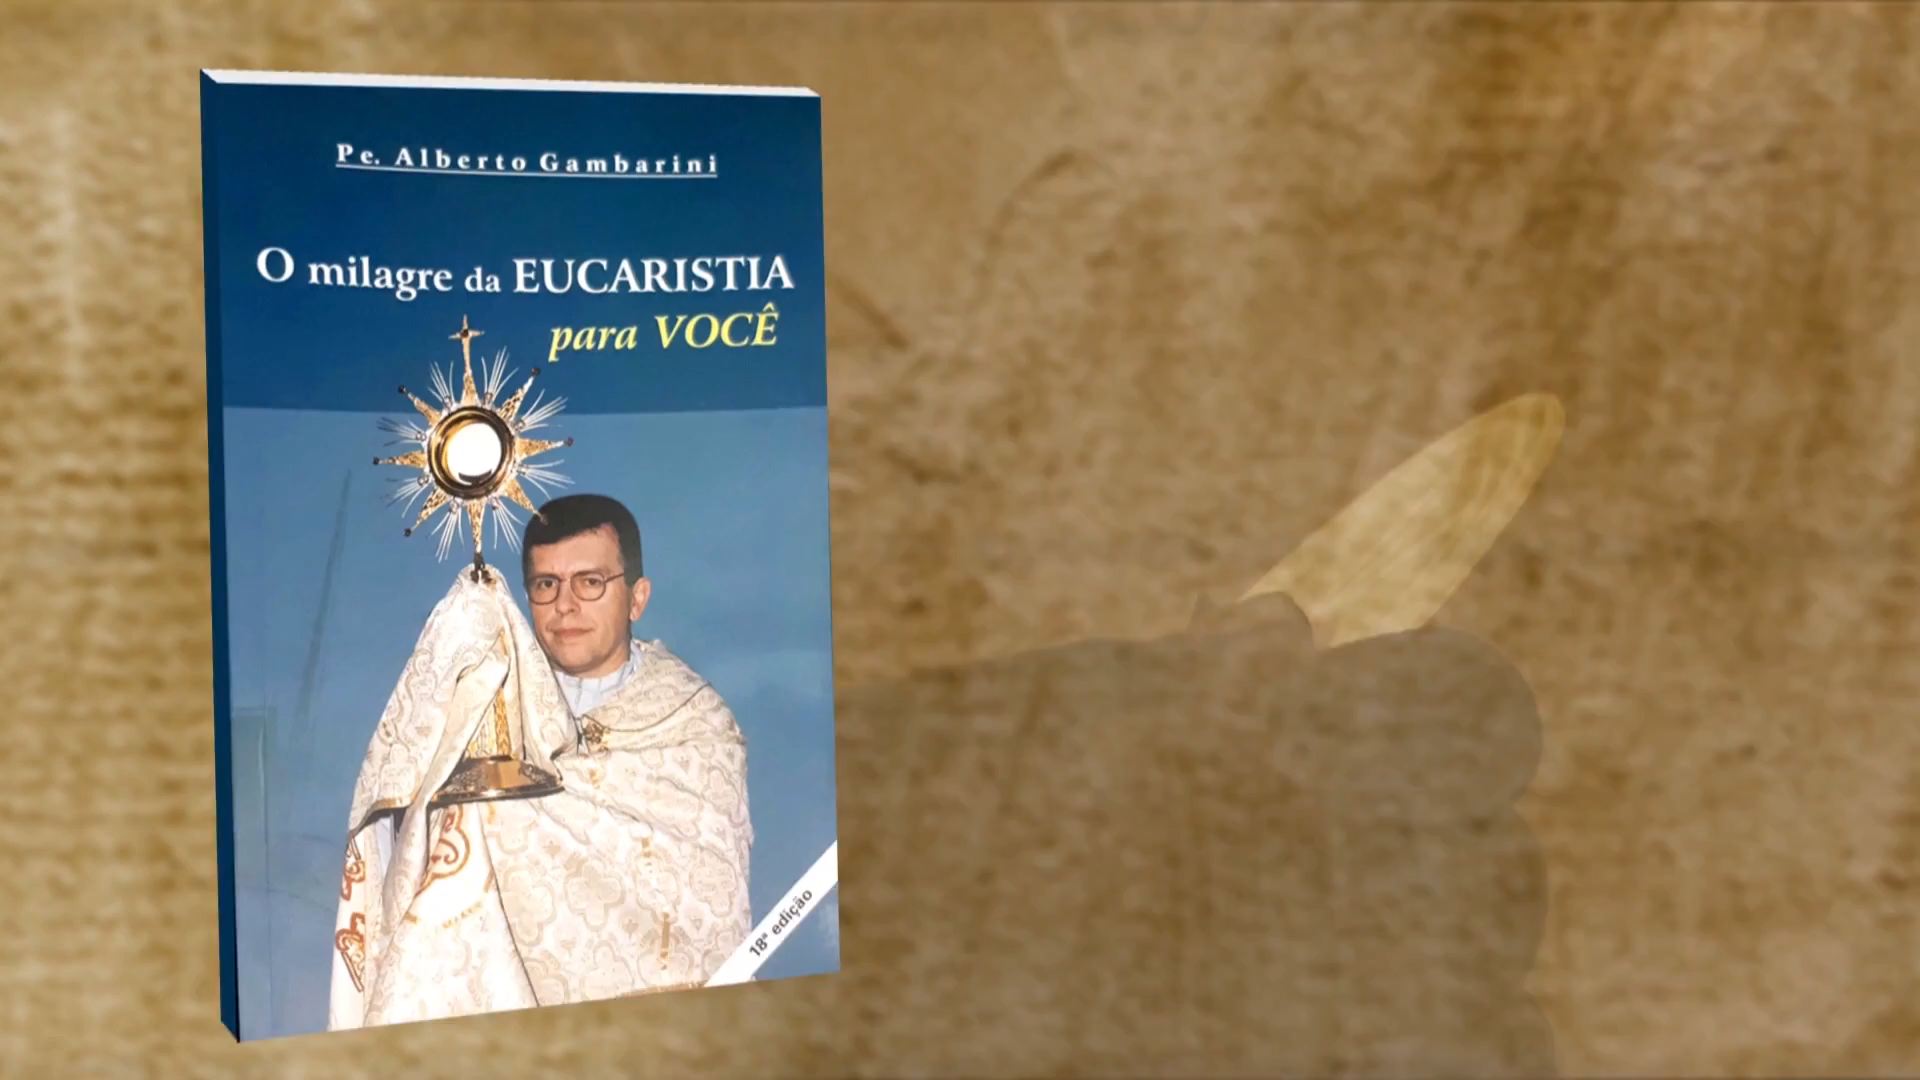 Pe. Alberto Gambarini
O milagre da EUCARISTIA
para VOCÊ
18ª edição